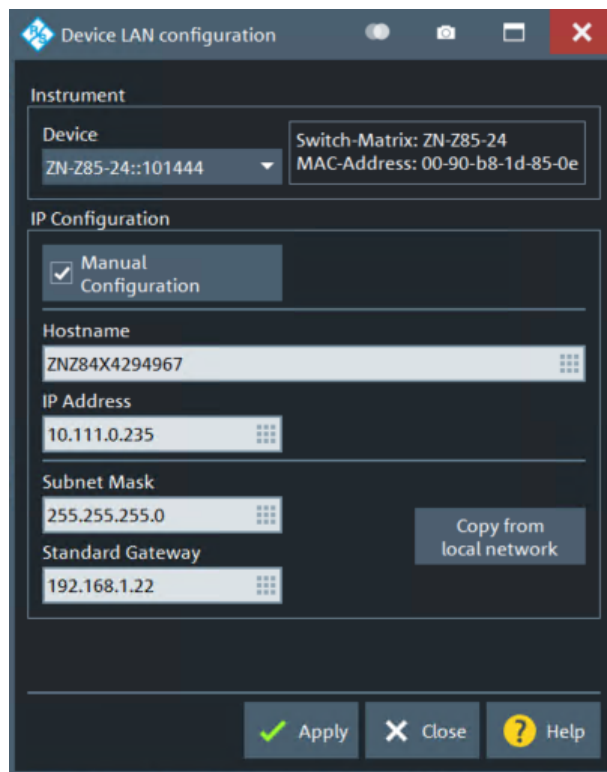 Device LAN configuration
Instrument
Device
ZN-Z85-24::101444
Switch-Matrix: ZN-Z85-24
MAC-Address: 00-90-b8-1d-85-0e
IP Configuration
Manual
Configuration
Hostname
ZNZ84X4294967
IP Address
10.111.0.235
Subnet Mask
255.255.255.0
Standard Gateway
192.168.1.22
Copy from
local network
Apply
Close
? Help